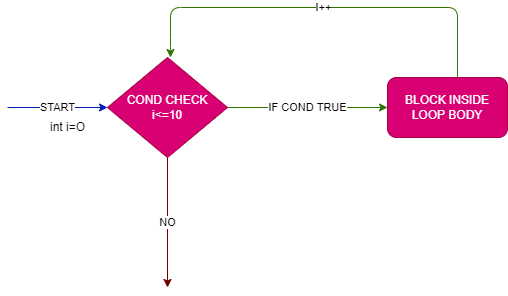 I++
COND CHECK
i<=10
START
int i=O
IF COND TRUE
BLOCK INSIDE
LOOP BODY
NO